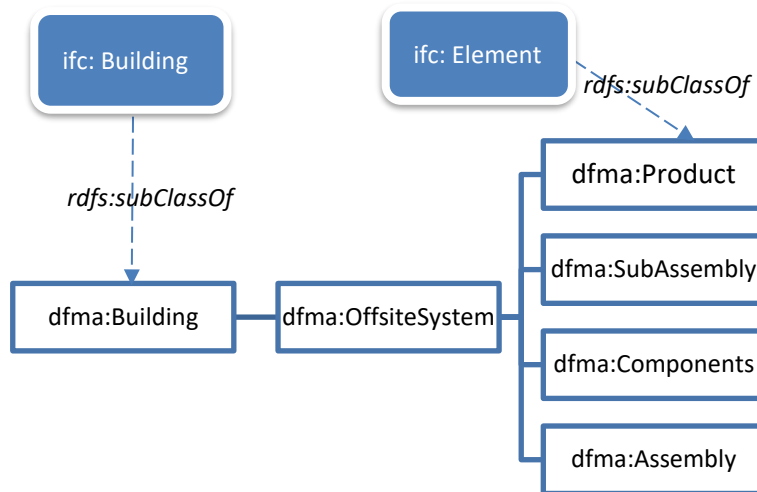 ifc: Building
ifc: Element
rdfs:subClassOf
dfma:Product
rdfs:subClassOf
dfma:SubAssembly
dfma:Building
dfma:OffsiteSystem
dfma:Components
dfma:Assembly